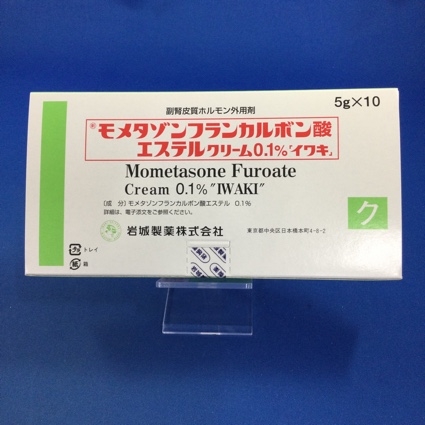 副腎皮質ホルモン外用剤
5g×10
モメタゾンフランカルボン酸
エステルクリーム0.1%「イワキ」
Mometasone Furoate
Cream 0.1% "IWAKI"
〔成 分〕モメタゾンフランカルボン酸エステル 0.1%
詳細は、電子添文をご参照ください。
ク
岩城製薬株式会社
東京都中央区日本橋本町4-8-2
プラ トレイ
紙 箱